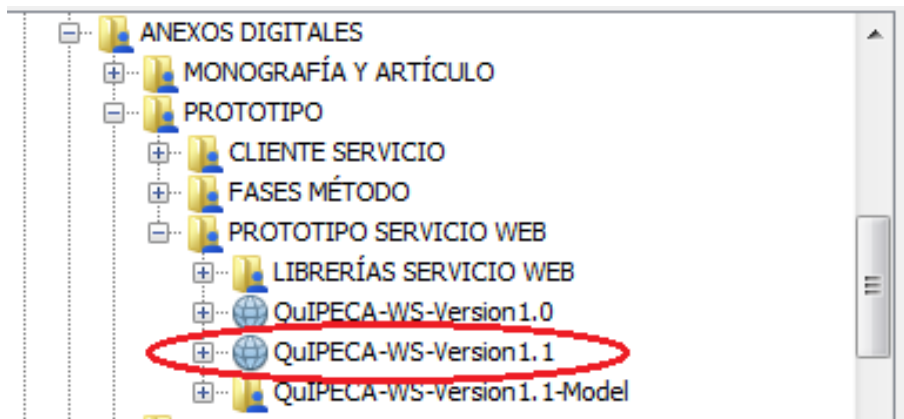 ANEXOS DIGITALES
MONOGRAFÍA Y ARTÍCULO
PROTOTIPO
CLIENTE SERVICIO
FASES MÉTODO
PROTOTIPO SERVICIO WEB
LIBRERÍAS SERVICIO WEB
QuIPECA-WS-Version1.0
QuIPECA-WS-Version1.1
QuIPECA-WS-Version1.1-Model